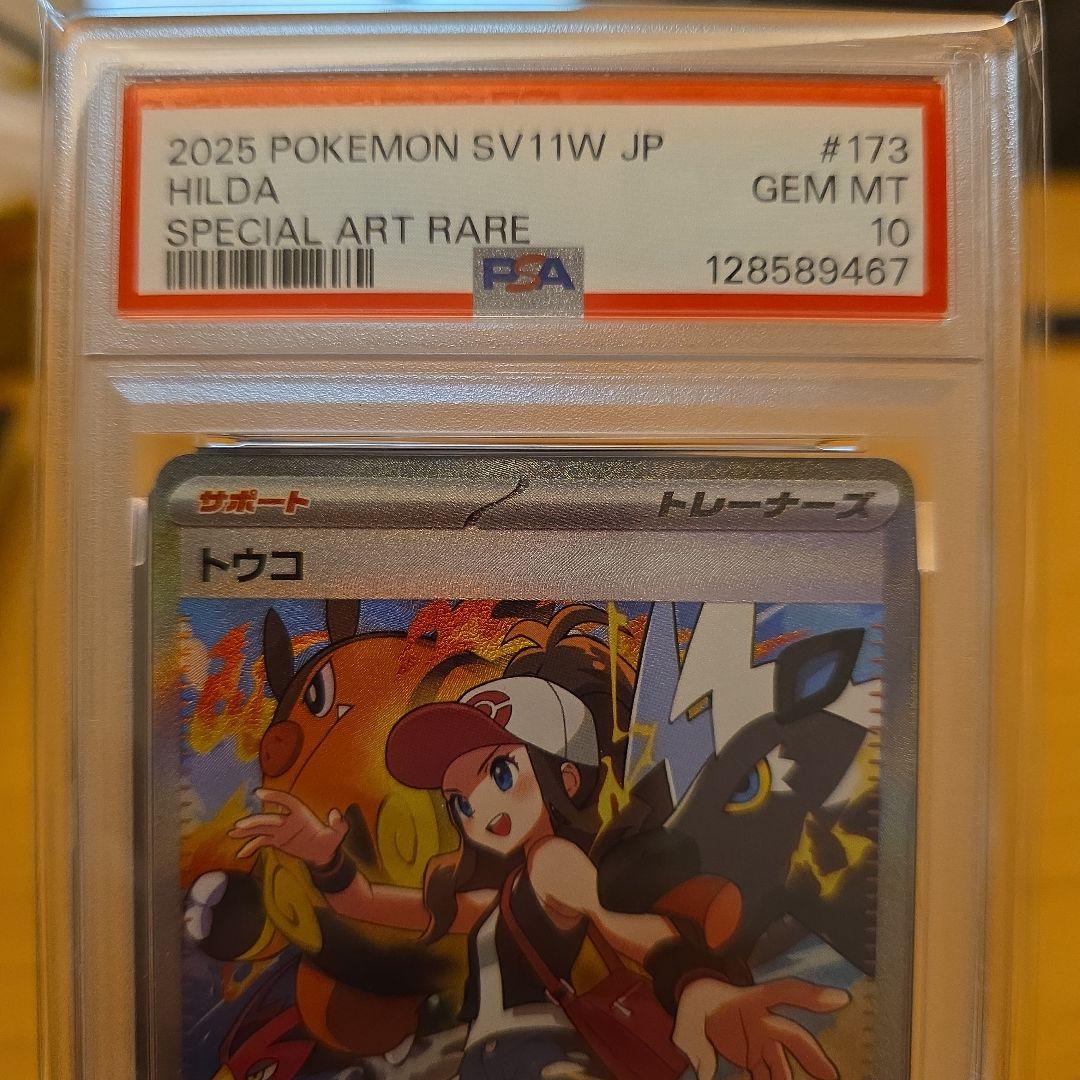 2025 POKEMON SV11W JP #173
HILDA GEM MT
SPECIAL ART RARE 10
PSA 128589467
サポート トレーナーズ
トウコ